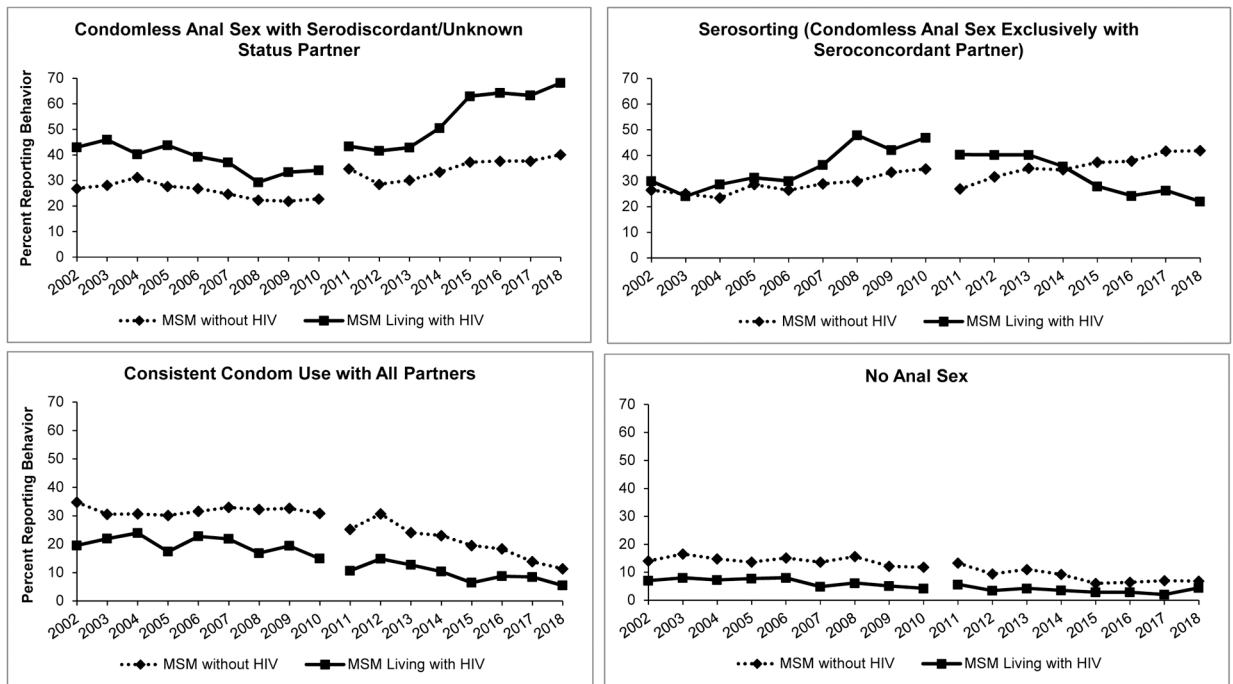 Condomless Anal Sex with Serodiscordant/Unknown
Status Partner
Percent Reporting Behavior
70
60
50
40
30
20
10
0
2002 2003 2004 2005 2006 2007 2008 2009 2010 2011 2012 2013 2014 2015 2016 2017 2018
MSM without HIV MSM Living with HIV
Serosorting (Condomless Anal Sex Exclusively with
Seroconcordant Partner)
70
60
50
40
30
20
10
0
2002 2003 2004 2005 2006 2007 2008 2009 2010 2011 2012 2013 2014 2015 2016 2017 2018
MSM without HIV MSM Living with HIV
Consistent Condom Use with All Partners
Percent Reporting Behavior
70
60
50
40
30
20
10
0
2002 2003 2004 2005 2006 2007 2008 2009 2010 2011 2012 2013 2014 2015 2016 2017 2018
MSM without HIV MSM Living with HIV
No Anal Sex
70
60
50
40
30
20
10
0
2002 2003 2004 2005 2006 2007 2008 2009 2010 2011 2012 2013 2014 2015 2016 2017 2018
MSM without HIV MSM Living with HIV